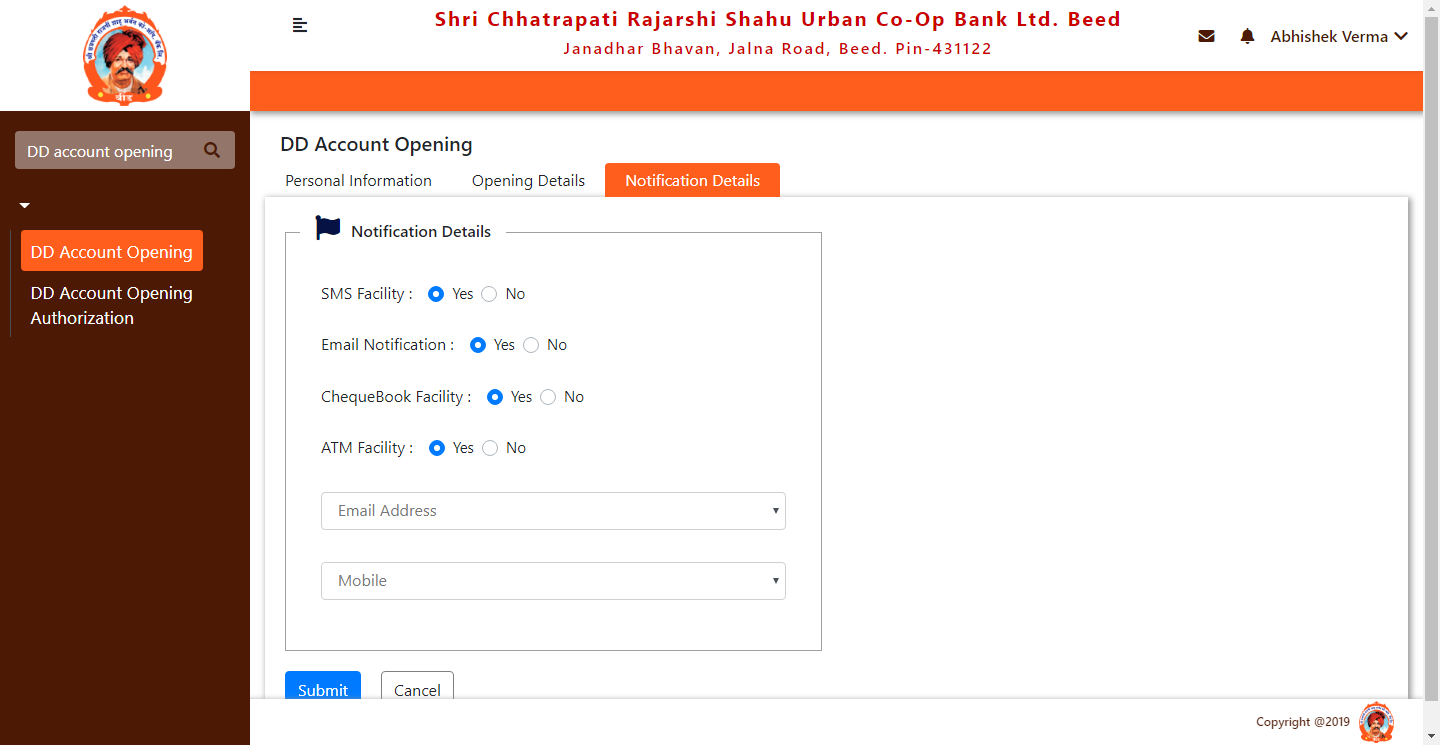 Shri Chhatrapati Rajarshi Shahu Urban Co-Op Bank Ltd. Beed
Janadhar Bhavan, Jalna Road, Beed. Pin-431122
Abhishek Verma
बीड
DD account opening
DD Account Opening
DD Account Opening
Authorization
DD Account Opening
Personal Information
Opening Details
Notification Details
Notification Details
SMS Facility : Yes No
Email Notification : Yes No
ChequeBook Facility : Yes No
ATM Facility : Yes No
Email Address
Mobile
Submit
Cancel
Copyright @2019